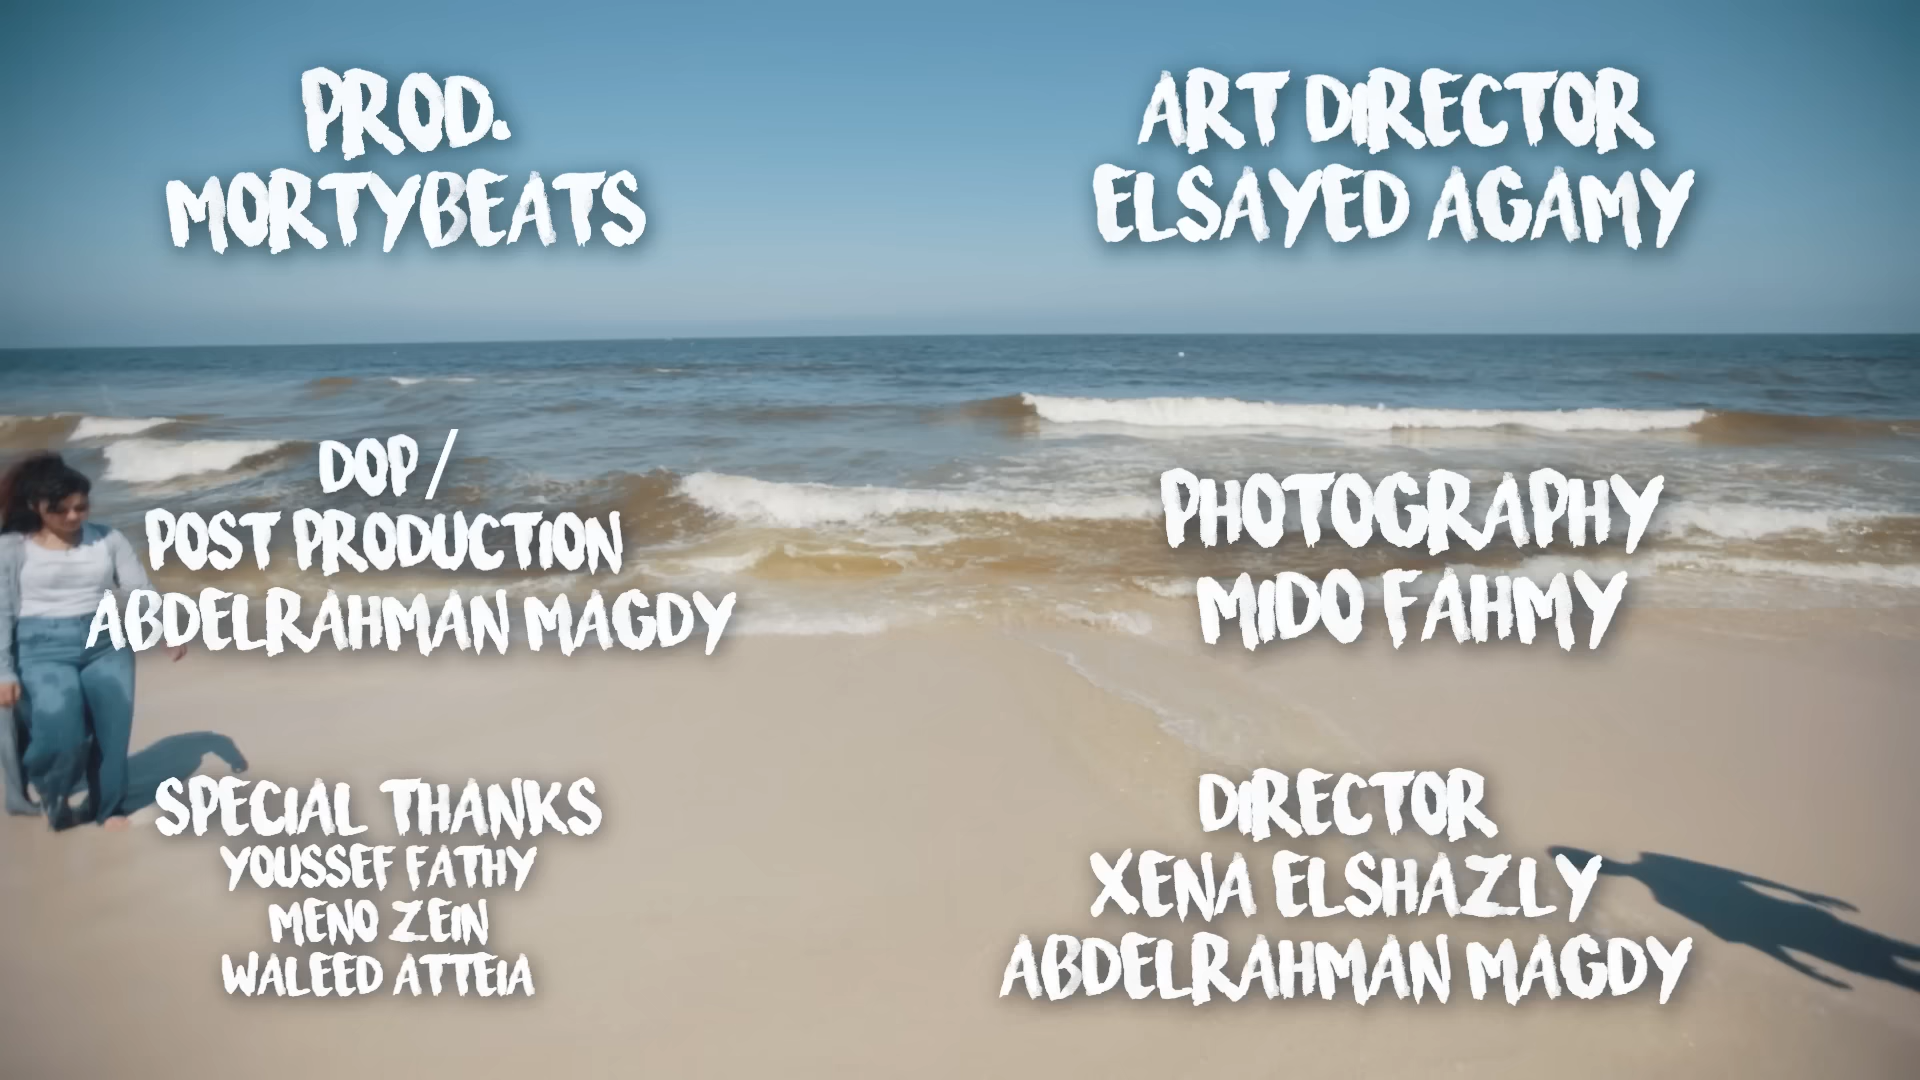 PROD.
MORTYBEATS
ART DIRECTOR
ELSAYED AGAMY
DOP /
POST PRODUCTION
ABDELRAHMAN MAGDY
PHOTOGRAPHY
MIDO FAHMY
SPECIAL THANKS
YOUSSEF FATHY
MENO ZEIN
WALEED ATTEIA
DIRECTOR
XENA ELSHAZLY
ABDELRAHMAN MAGDY